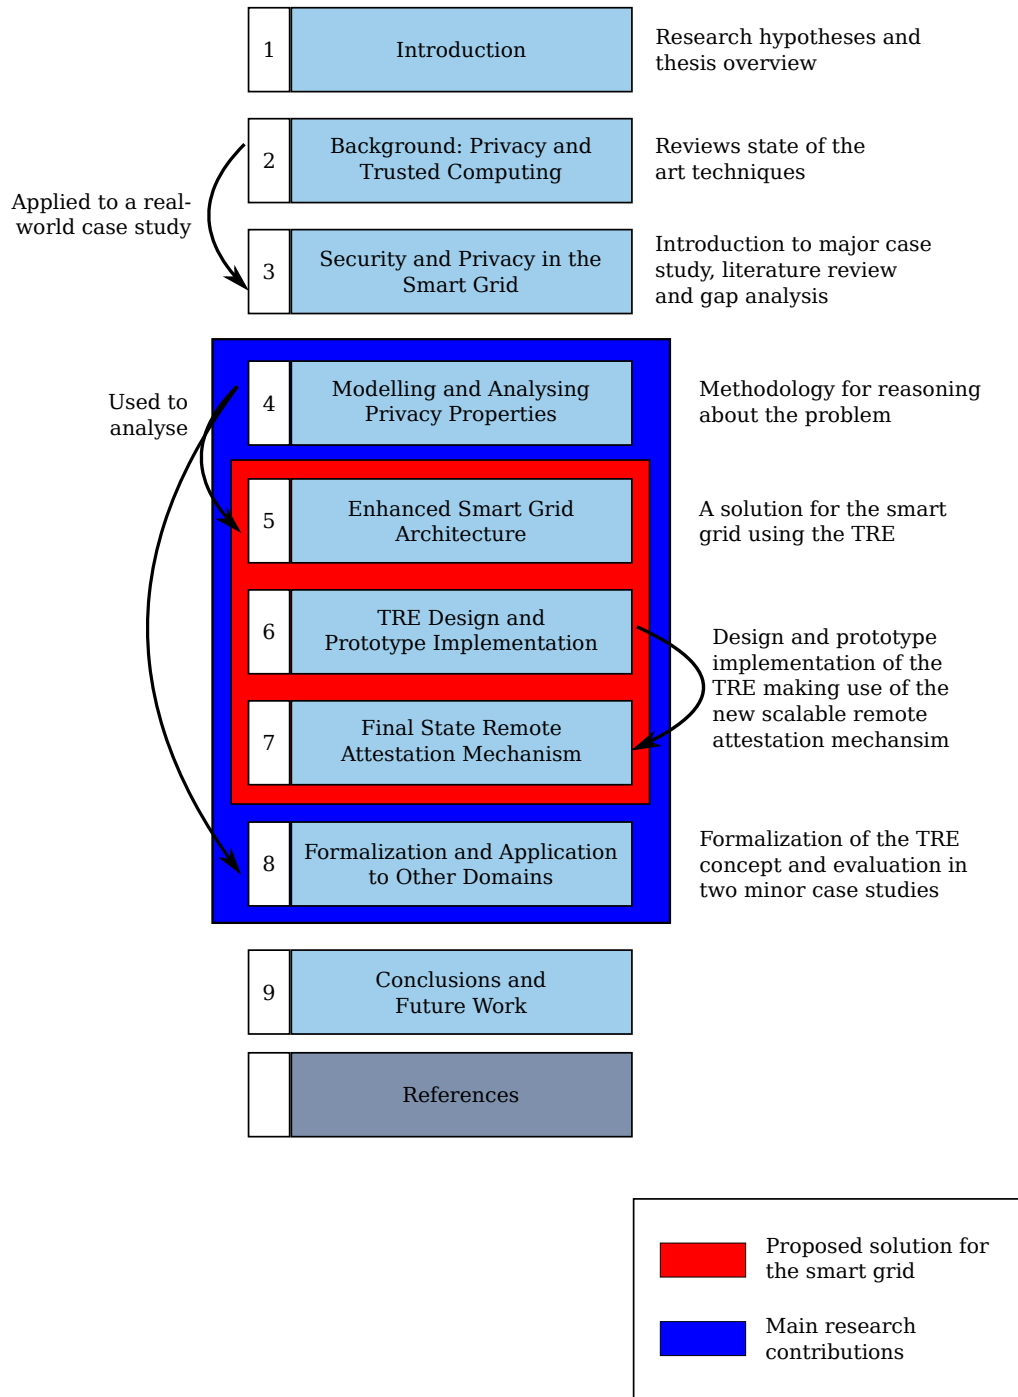 1
Introduction
Research hypotheses and
thesis overview
2
Background: Privacy and
Trusted Computing
Reviews state of the
art techniques
Applied to a real-
world case study
3
Security and Privacy in the
Smart Grid
Introduction to major case
study, literature review
and gap analysis
4
Modelling and Analysing
Privacy Properties
Methodology for reasoning
about the problem
Used to
analyse
5
Enhanced Smart Grid
Architecture
A solution for the smart
grid using the TRE
6
TRE Design and
Prototype Implementation
Design and prototype
implementation of the
TRE making use of the
new scalable remote
attestation mechansim
7
Final State Remote
Attestation Mechanism
8
Formalization and Application
to Other Domains
Formalization of the TRE
concept and evaluation in
two minor case studies
9
Conclusions and
Future Work
References
Proposed solution for
the smart grid
Main research
contributions